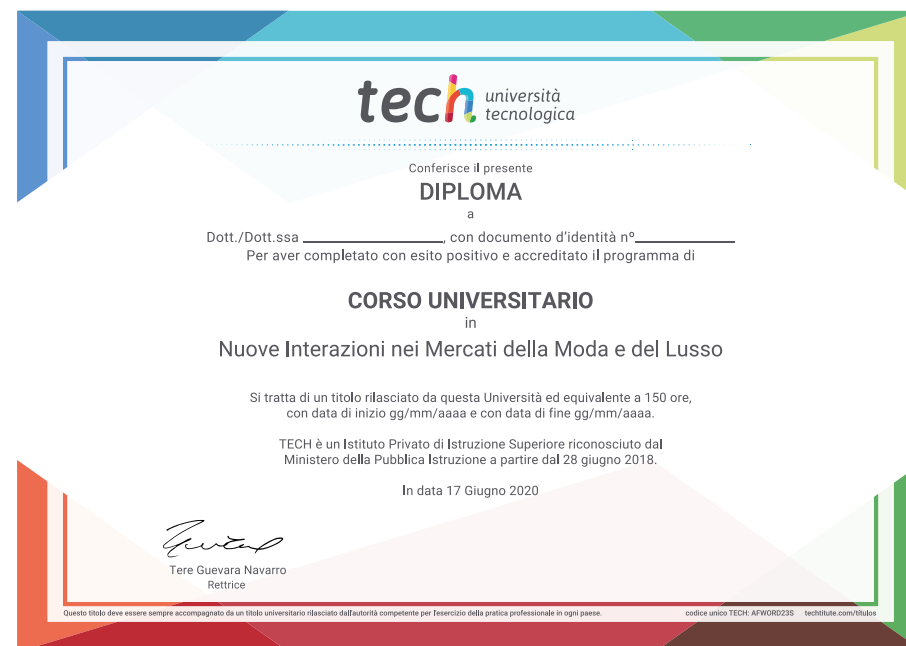 tech università
tecnologica
Conferisce il presente
DIPLOMA
a
Dott./Dott.ssa ____________________, con documento d'identità nº______________
Per aver completato con esito positivo e accreditato il programma di
CORSO UNIVERSITARIO
in
Nuove Interazioni nei Mercati della Moda e del Lusso
Si tratta di un titolo rilasciato da questa Università ed equivalente a 150 ore,
con data di inizio gg/mm/aaaa e con data di fine gg/mm/aaaa.
TECH è un Istituto Privato di Istruzione Superiore riconosciuto dal
Ministero della Pubblica Istruzione a partire dal 28 giugno 2018.
In data 17 Giugno 2020
Tere Guevara Navarro
Rettrice
Questo titolo deve essere sempre accompagnato da un titolo universitario rilasciato dall'autorità competente per l'esercizio della pratica professionale in ogni paese. codice unico TECH: AFWORD23S techtitute.com/títulos